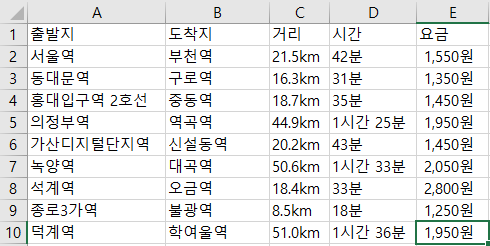 A B C D E
1 출발지 도착지 거리 시간 요금
2 서울역 부천역 21.5km 42분 1,550원
3 동대문역 구로역 16.3km 31분 1,350원
4 홍대입구역 2호선 중동역 18.7km 35분 1,450원
5 의정부역 역곡역 44.9km 1시간 25분 1,950원
6 가산디지털단지역 신설동역 20.2km 43분 1,450원
7 녹양역 대곡역 50.6km 1시간 33분 2,050원
8 석계역 오금역 18.4km 33분 2,800원
9 종로3가역 불광역 8.5km 18분 1,250원
10 덕계역 학여울역 51.0km 1시간 36분 1,950원